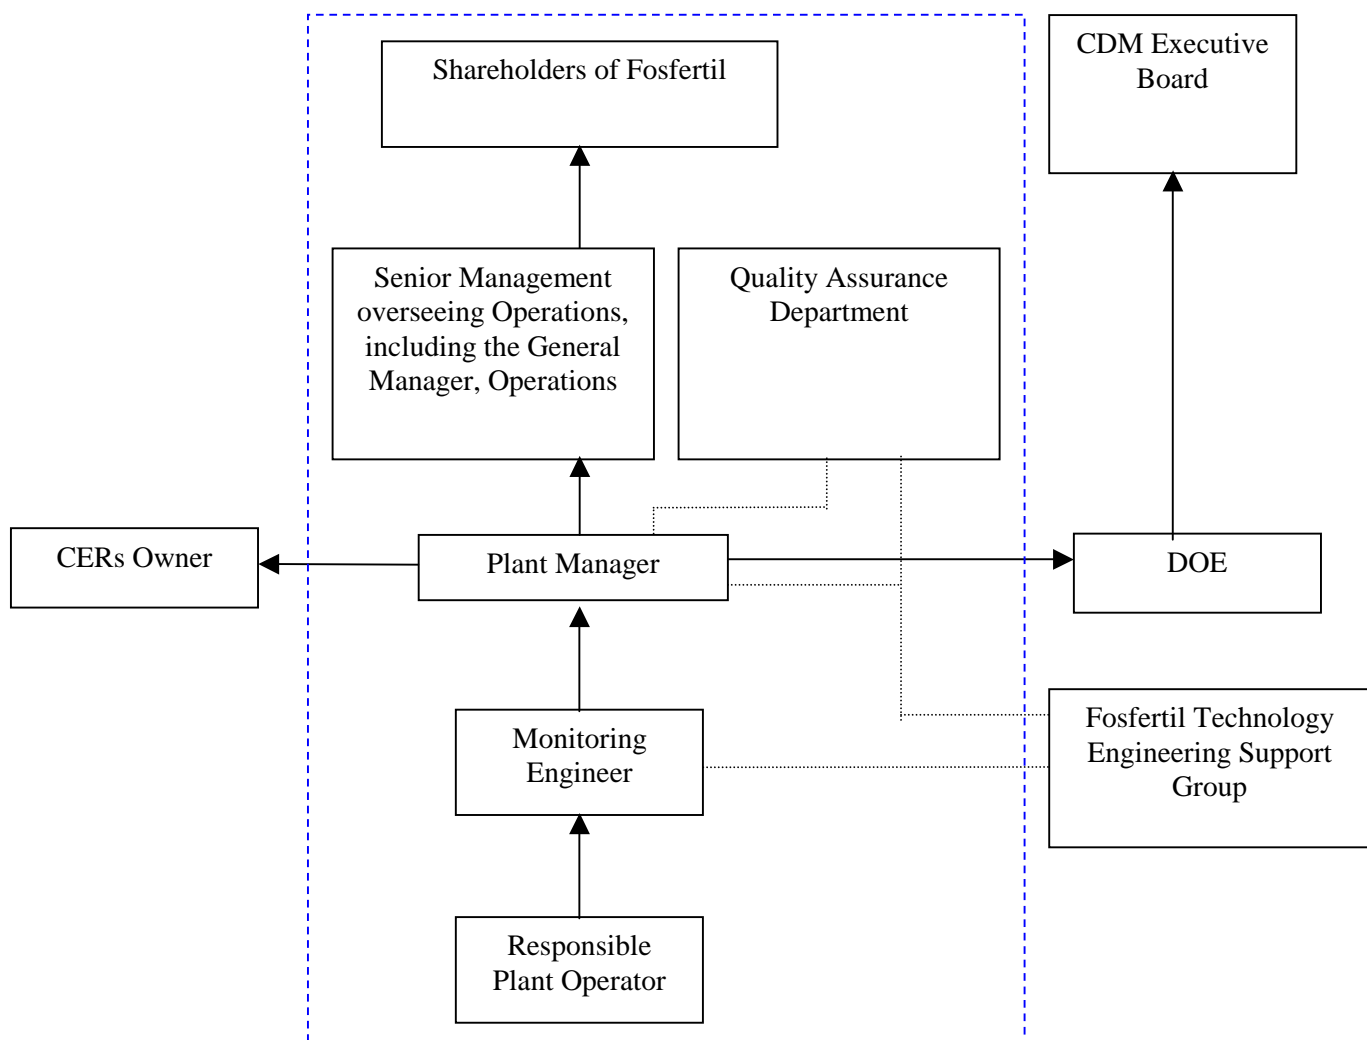 Shareholders of Fosfertil
CDM Executive
Board
Senior Management
overseeing Operations,
including the General
Manager, Operations
Quality Assurance
Department
CERs Owner
Plant Manager
DOE
Monitoring
Engineer
Fosfertil Technology
Engineering Support
Group
Responsible
Plant Operator